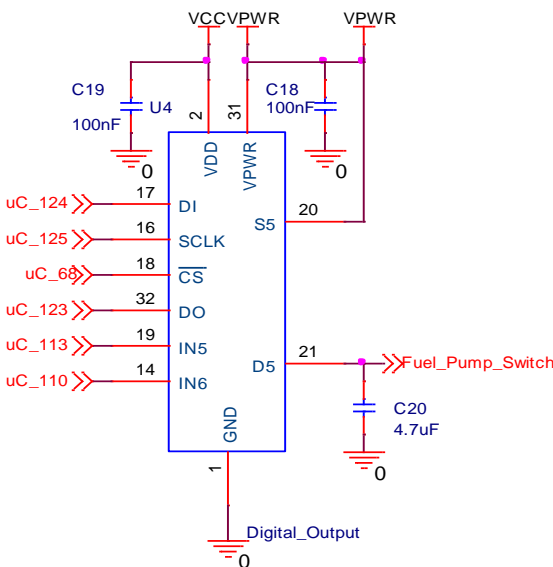 VCC VPWR VPWR
C19 C18
100nF U4 100nF
2 31
0 VDD VPWR 0
uC_124 17 DI
S5 20
uC_125 16 SCLK
uC_68 18 CS
uC_123 32 DO
uC_113 19 IN5
D5 21 Fuel_Pump_Switch
uC_110 14 IN6
C20
4.7uF
GND
1 0
Digital_Output
0